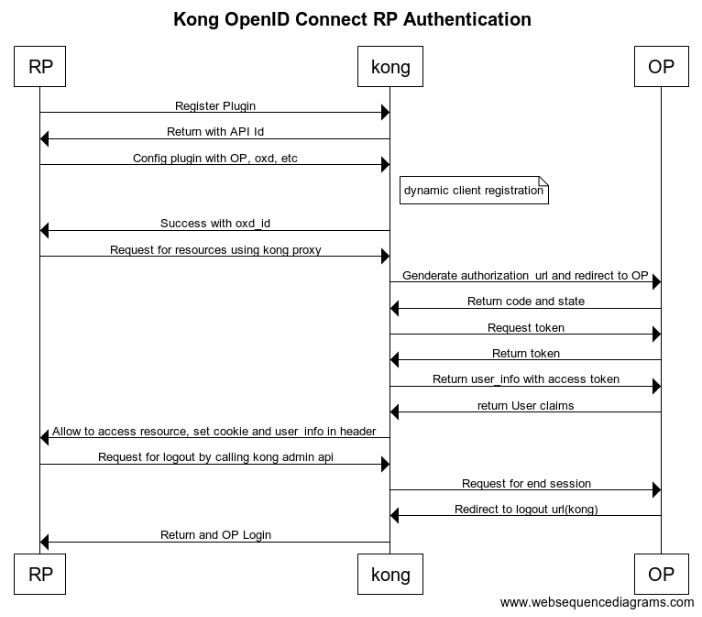 Kong OpenID Connect RP Authentication
RP kong OP
Register Plugin
Return with API Id
Config plugin with OP, oxd, etc
dynamic client registration
Success with oxd_id
Request for resources using kong proxy
Genderate authorization_url and redirect to OP
Return code and state
Request token
Return token
Return user_info with access token
return User claims
Allow to access resource, set cookie and user_info in header
Request for logout by calling kong admin api
Request for end session
Redirect to logout url(kong)
Return and OP Login
RP kong OP
www.websequencediagrams.com